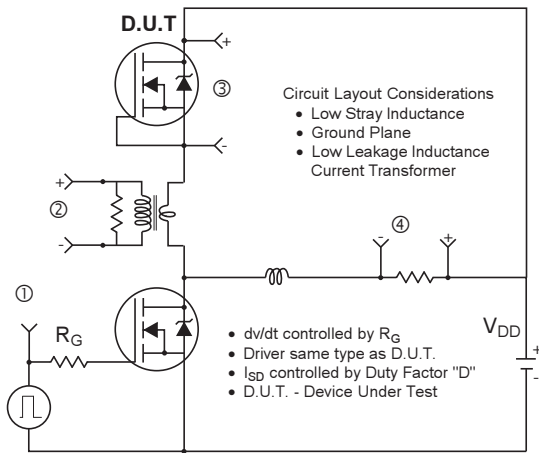 D.U.T
+
③
-
Circuit Layout Considerations
• Low Stray Inductance
• Ground Plane
• Low Leakage Inductance
Current Transformer
+
②
-
- ④ +
①
RG
• dv/dt controlled by RG
• Driver same type as D.U.T.
• ISD controlled by Duty Factor "D"
• D.U.T. - Device Under Test
VDD
+
-